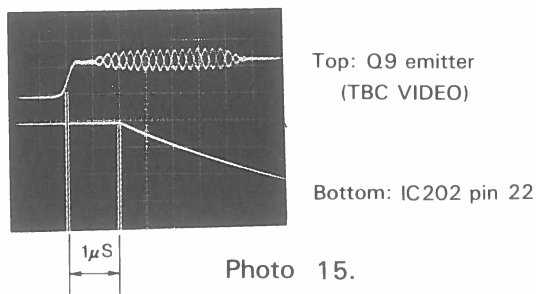 Top: Q9 emitter
(TBC VIDEO)
Bottom: IC202 pin 22
1μS
Photo 15.